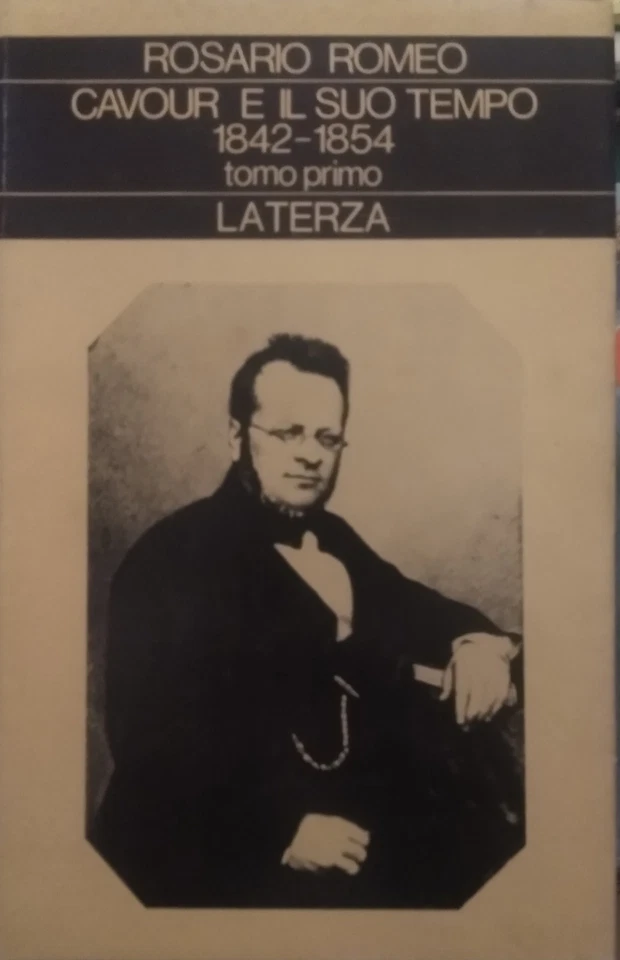 ROSARIO ROMEO
CAVOUR E IL SUO TEMPO
1842-1854
tomo primo
LATERZA